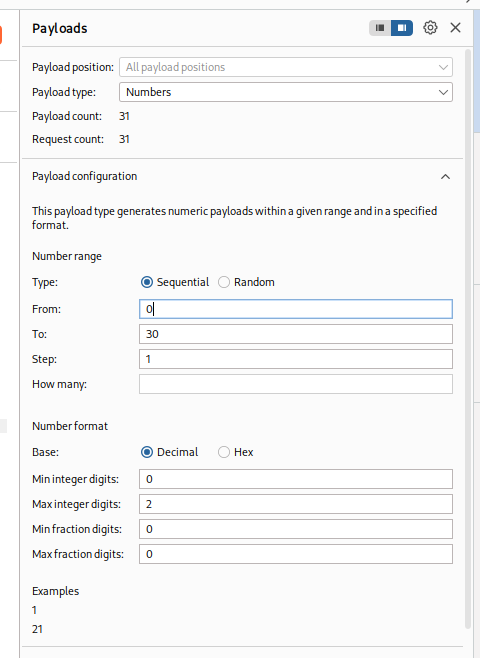 Payloads
Payload position: All payload positions
Payload type: Numbers
Payload count: 31
Request count: 31
Payload configuration
This payload type generates numeric payloads within a given range and in a specified
format.
Number range
Type: Sequential Random
From: 0
To: 30
Step: 1
How many:
Number format
Base: Decimal Hex
Min integer digits: 0
Max integer digits: 2
Min fraction digits: 0
Max fraction digits: 0
Examples
1
21